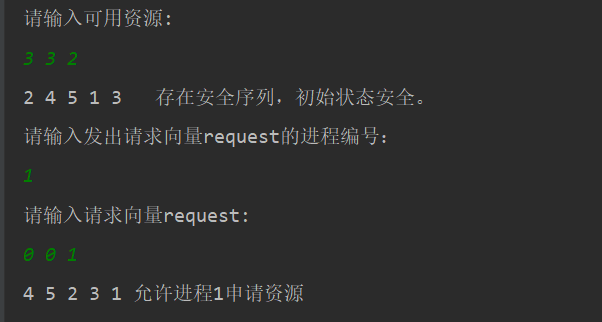 请输入可用资源:
3 3 2
2 4 5 1 3 存在安全序列，初始状态安全。
请输入发出请求向量request的进程编号:
1
请输入请求向量request:
0 0 1
4 5 2 3 1 允许进程1申请资源